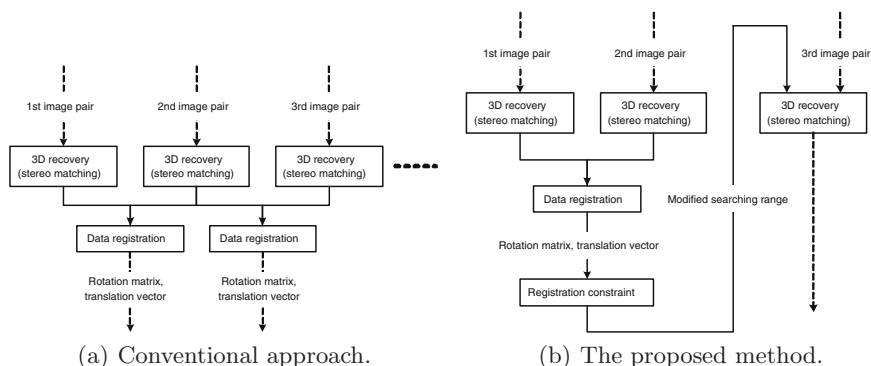 1st image pair
2nd image pair
3rd image pair
3D recovery
(stereo matching)
3D recovery
(stereo matching)
3D recovery
(stereo matching)
Data registration
Data registration
Rotation matrix,
translation vector
Rotation matrix,
translation vector
(a) Conventional approach.
1st image pair
2nd image pair
3rd image pair
3D recovery
(stereo matching)
3D recovery
(stereo matching)
3D recovery
(stereo matching)
Data registration
Modified searching range
Rotation matrix, translation vector
Registration constraint
(b) The proposed method.